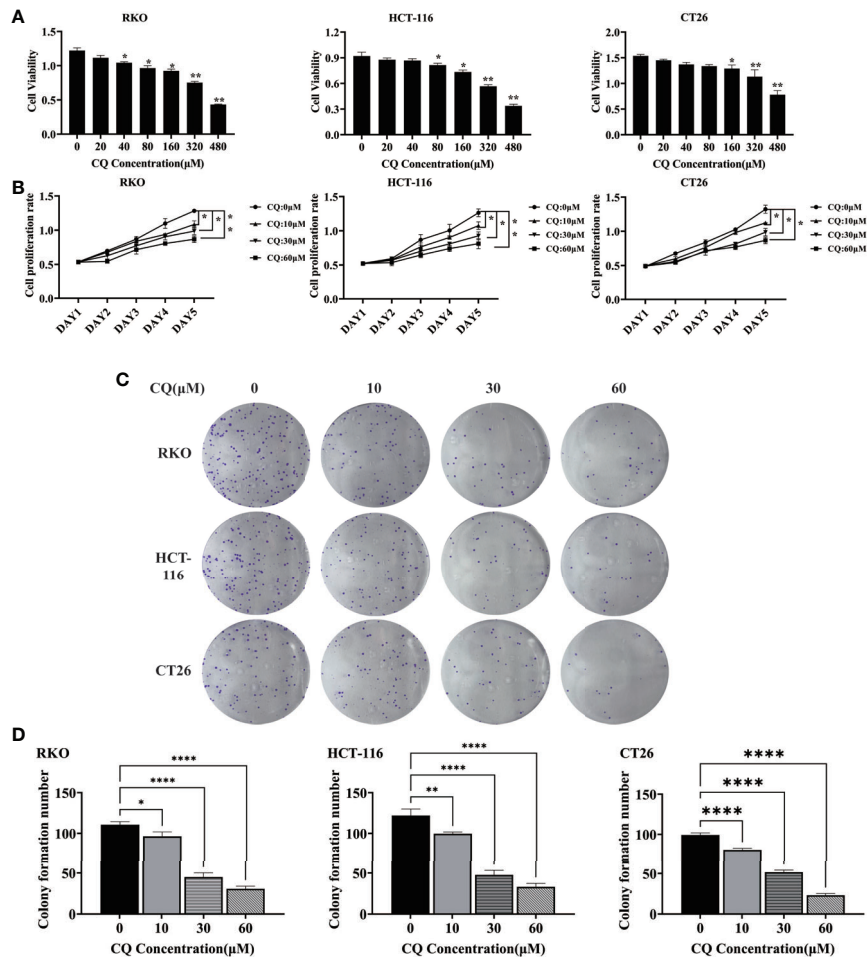 A
RKO
Cell Viability
1.5
1.0
0.5
0.0
*
*
*
**
**
0 20 40 80 160 320 480
CQ Concentration(μM)
HCT-116
Cell Viability
1.2
0.9
0.6
0.3
0.0
*
*
**
**
0 20 40 80 160 320 480
CQ Concentration(μM)
CT26
Cell Viability
2.0
1.5
1.0
0.5
0.0
*
**
**
0 20 40 80 160 320 480
CQ Concentration(μM)
B
RKO
Cell proliferation rate
1.5
1.0
0.5
0.0
DAY1 DAY2 DAY3 DAY4 DAY5
CQ:0μM
CQ:10μM
CQ:30μM
CQ:60μM
*
*
**
HCT-116
Cell proliferation rate
1.5
1.0
0.5
0.0
DAY1 DAY2 DAY3 DAY4 DAY5
CQ:0μM
CQ:10μM
CQ:30μM
CQ:60μM
*
*
**
CT26
Cell proliferation rate
1.5
1.0
0.5
0.0
DAY1 DAY2 DAY3 DAY4 DAY5
CQ:0μM
CQ:10μM
CQ:30μM
CQ:60μM
*
*
*
C
CQ(μM) 0 10 30 60
RKO
HCT-
116
CT26
D
RKO
Colony formation number
150
100
50
0
****
****
*
0 10 30 60
CQ Concentration(μM)
HCT-116
Colony formation number
150
100
50
0
****
****
**
0 10 30 60
CQ Concentration(μM)
CT26
Colony formation number
150
100
50
0
****
****
****
0 10 30 60
CQ Concentration(μM)